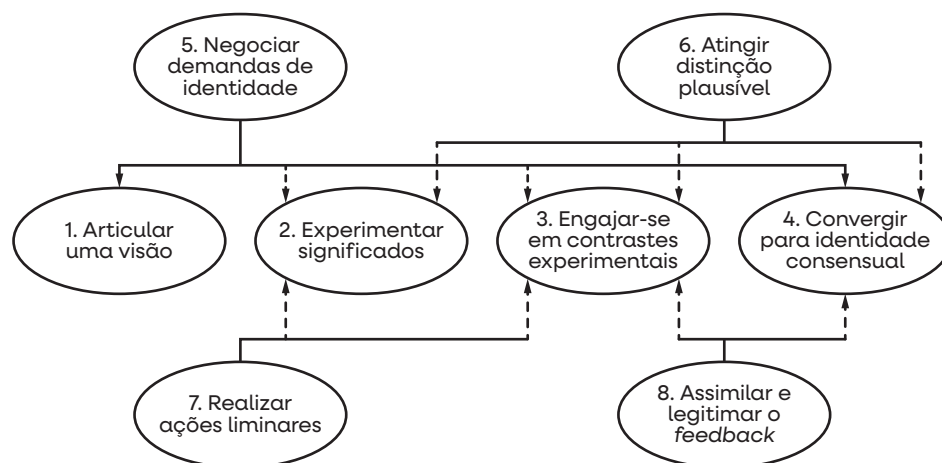 5. Negociar
demandas de
identidade
6. Atingir
distinção
plausível
1. Articular
uma visão
2. Experimentar
significados
3. Engajar-se
em contrastes
experimentais
4. Convergir
para identidade
consensual
7. Realizar
ações liminares
8. Assimilar e
legitimar o
feedback